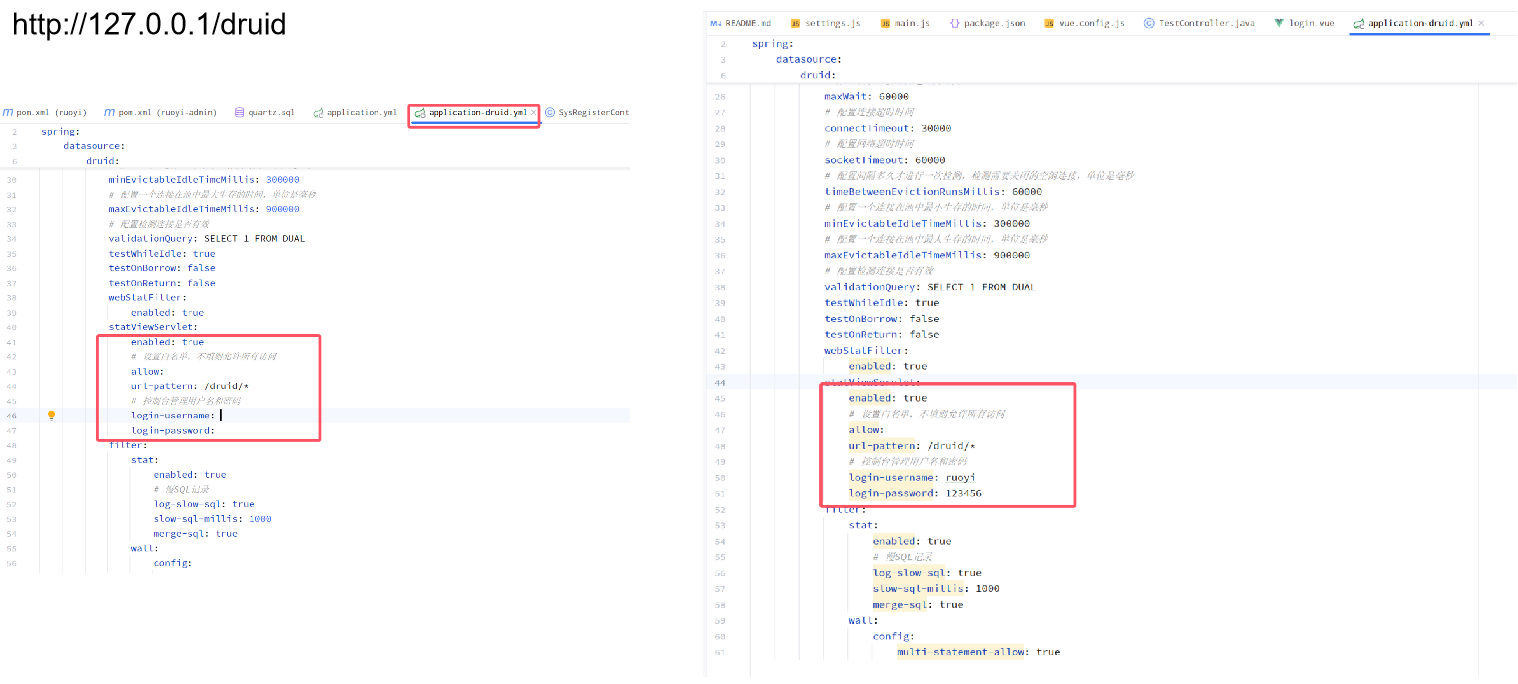 http://127.0.0.1/druid
pom.xml (ruoyi) pom.xml (ruoyi-admin) quartz.sql application.yml application-druid.yml × SysRegisterCont
2 spring:
3 datasource:
6 druid:
30 minEvictableIdleTimeMillis: 300000
31 # 配置一个连接在池中最大生存的时间，单位是毫秒
32 maxEvictableIdleTimeMillis: 900000
33 # 配置检测连接是否有效
34 validationQuery: SELECT 1 FROM DUAL
35 testWhileIdle: true
36 testOnBorrow: false
37 testOnReturn: false
38 webStatFilter:
39 enabled: true
40 statViewServlet:
41 enabled: true
42 # 设置白名单，不填则允许所有访问
43 allow:
44 url-pattern: /druid/*
45 # 控制台管理用户名和密码
46 login-username:
47 login-password:
48 filter:
49 stat:
50 enabled: true
51 # 慢SQL记录
52 log-slow-sql: true
53 slow-sql-millis: 1000
54 merge-sql: true
55 wall:
56 config:
README.md settings.js main.js package.json vue.config.js TestController.java login.vue application-druid.yml ×
2 spring:
3 datasource:
6 druid:
26 maxWait: 60000
27 # 配置连接超时时间
28 connectTimeout: 30000
29 # 配置网络超时时间
30 socketTimeout: 60000
31 # 配置间隔多久才进行一次检测，检测需要关闭的空闲连接，单位是毫秒
32 timeBetweenEvictionRunsMillis: 60000
33 # 配置一个连接在池中最小生存的时间，单位是毫秒
34 minEvictableIdleTimeMillis: 300000
35 # 配置一个连接在池中最大生存的时间，单位是毫秒
36 maxEvictableIdleTimeMillis: 900000
37 # 配置检测连接是否有效
38 validationQuery: SELECT 1 FROM DUAL
39 testWhileIdle: true
40 testOnBorrow: false
41 testOnReturn: false
42 webStatFilter:
43 enabled: true
44 statViewServlet:
45 enabled: true
46 # 设置白名单，不填则允许所有访问
47 allow:
48 url-pattern: /druid/*
49 # 控制台管理用户名和密码
50 login-username: ruoyi
51 login-password: 123456
52 filter:
53 stat:
54 enabled: true
55 # 慢SQL记录
56 log-slow-sql: true
57 slow-sql-millis: 1000
58 merge-sql: true
59 wall:
60 config:
61 multi-statement-allow: true